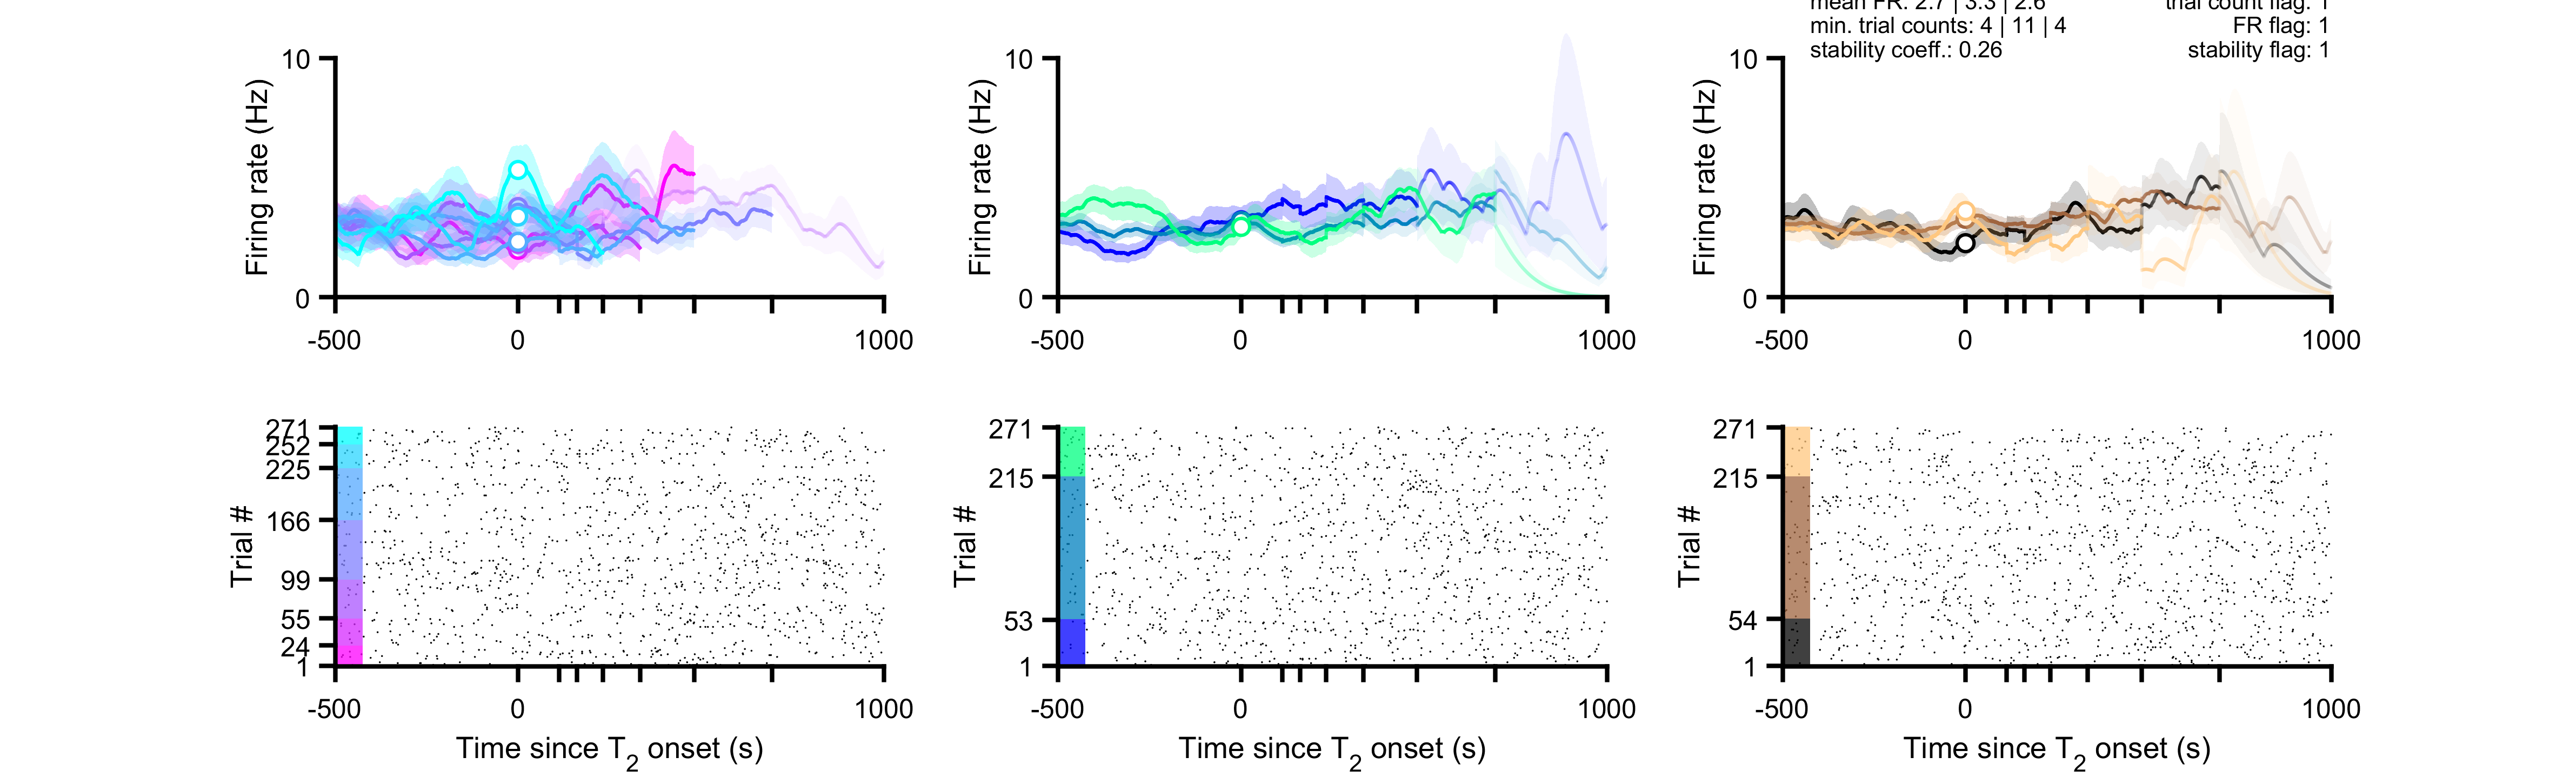 mean FR: 2.7 | 3.3 | 2.6
trial count flag: 1
min. trial counts: 4 | 11 | 4
FR flag: 1
stability coeff.: 0.26
stability flag: 1
Firing rate (Hz)
10
0
-500
0
1000
Firing rate (Hz)
10
0
-500
0
1000
Firing rate (Hz)
10
0
-500
0
1000
Trial #
271
252
225
166
99
55
24
1
-500
0
1000
Time since T2 onset (s)
Trial #
271
215
53
1
-500
0
1000
Time since T2 onset (s)
Trial #
271
215
54
1
-500
0
1000
Time since T2 onset (s)